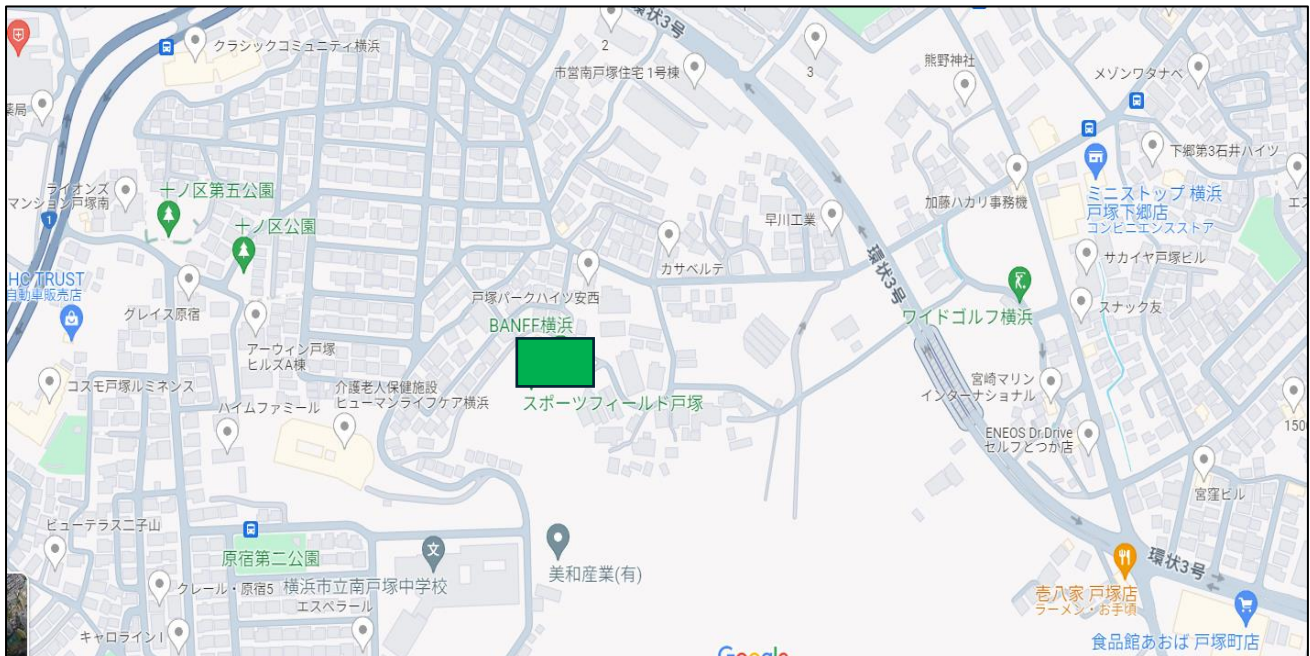 環状3号
2
3
クラシックコミュニティ横浜
市営南戸塚住宅 1号棟
熊野神社
メゾンワタナベ
薬局
下郷第3石井ハイツ
ライオンズ
マンション戸塚南
十ノ区第五公園
1
十ノ区公園
早川工業
加藤ハカリ事務機
ミニストップ 横浜
戸塚下郷店
コンビニエンスストア
エス
カサベルテ
サカイヤ戸塚ビル
HC TRUST
自動車販売店
グレイス原宿
戸塚パークハイツ安西
環状3号
ワイドゴルフ横浜
スナック友
BANFF横浜
アーウィン戸塚
ヒルズA棟
コスモ戸塚ルミネンス
介護老人保健施設
ヒューマンライフケア横浜
スポーツフィールド戸塚
宮崎マリン
インターナショナル
ハイムファミール
ENEOS Dr.Drive
セルフとつか店
150
宮窪ビル
ビューテラス二子山
原宿第二公園
文
美和産業(有)
クレール・原宿5
横浜市立南戸塚中学校
エスペラール
環状3号
壱八家 戸塚店
ラーメン・お手頃
キャロラインⅠ
食品館あおば 戸塚町店
Google